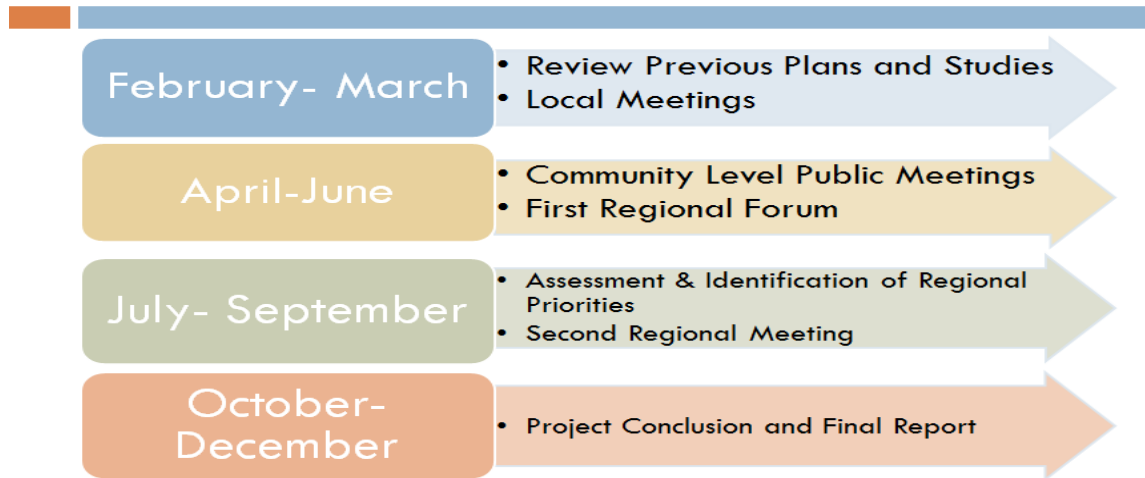 February- March
• Review Previous Plans and Studies
• Local Meetings
April-June
• Community Level Public Meetings
• First Regional Forum
July- September
• Assessment & Identification of Regional
Priorities
• Second Regional Meeting
October-
December
• Project Conclusion and Final Report